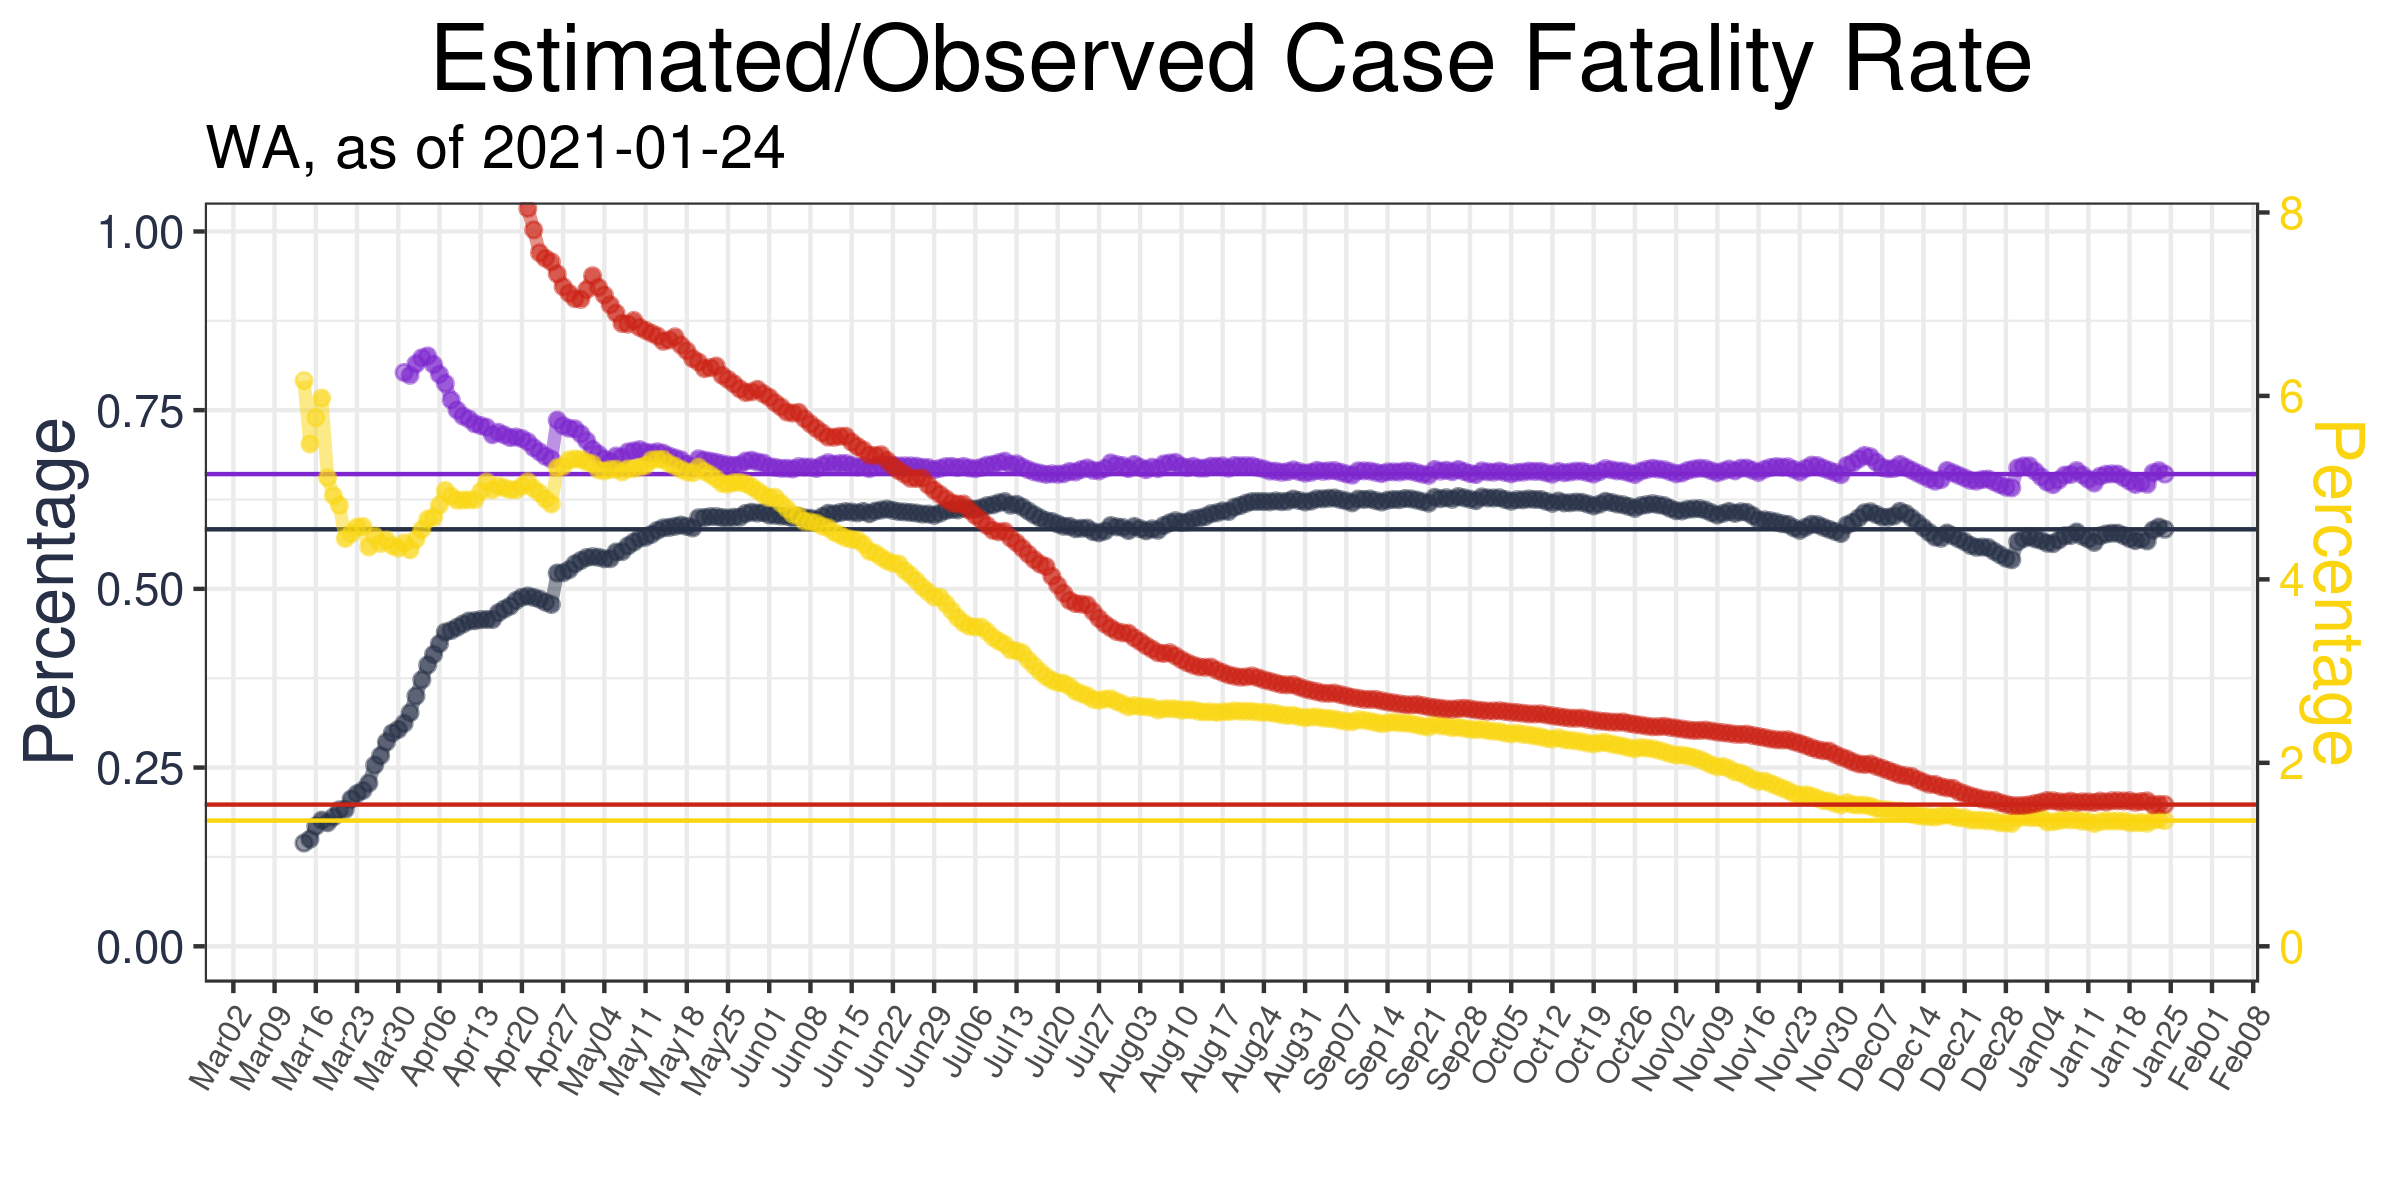 Estimated/Observed Case Fatality Rate
WA, as of 2021-01-24
Percentage
1.00
0.75
0.50
0.25
0.00
8
6
4
2
0
Percentage
Mar02
Mar09
Mar16
Mar23
Mar30
Apr06
Apr13
Apr20
Apr27
May04
May11
May18
May25
Jun01
Jun08
Jun15
Jun22
Jun29
Jul06
Jul13
Jul20
Jul27
Aug03
Aug10
Aug17
Aug24
Aug31
Sep07
Sep14
Sep21
Sep28
Oct05
Oct12
Oct19
Oct26
Nov02
Nov09
Nov16
Nov23
Nov30
Dec07
Dec14
Dec21
Dec28
Jan04
Jan11
Jan18
Jan25
Feb01
Feb08